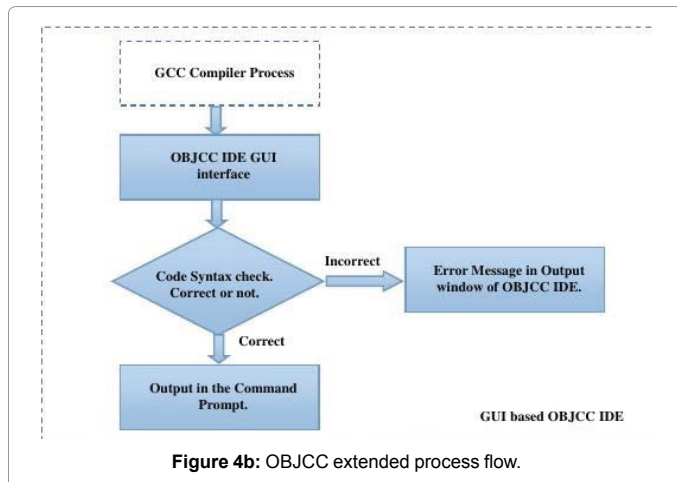 GCC Compiler Process
OBJCC IDE GUI
interface
Code Syntax check.
Correct or not.
Incorrect
Error Message in Output
window of OBJCC IDE.
Correct
Output in the Command
Prompt.
GUI based OBJCC IDE
Figure 4b: OBJCC extended process flow.